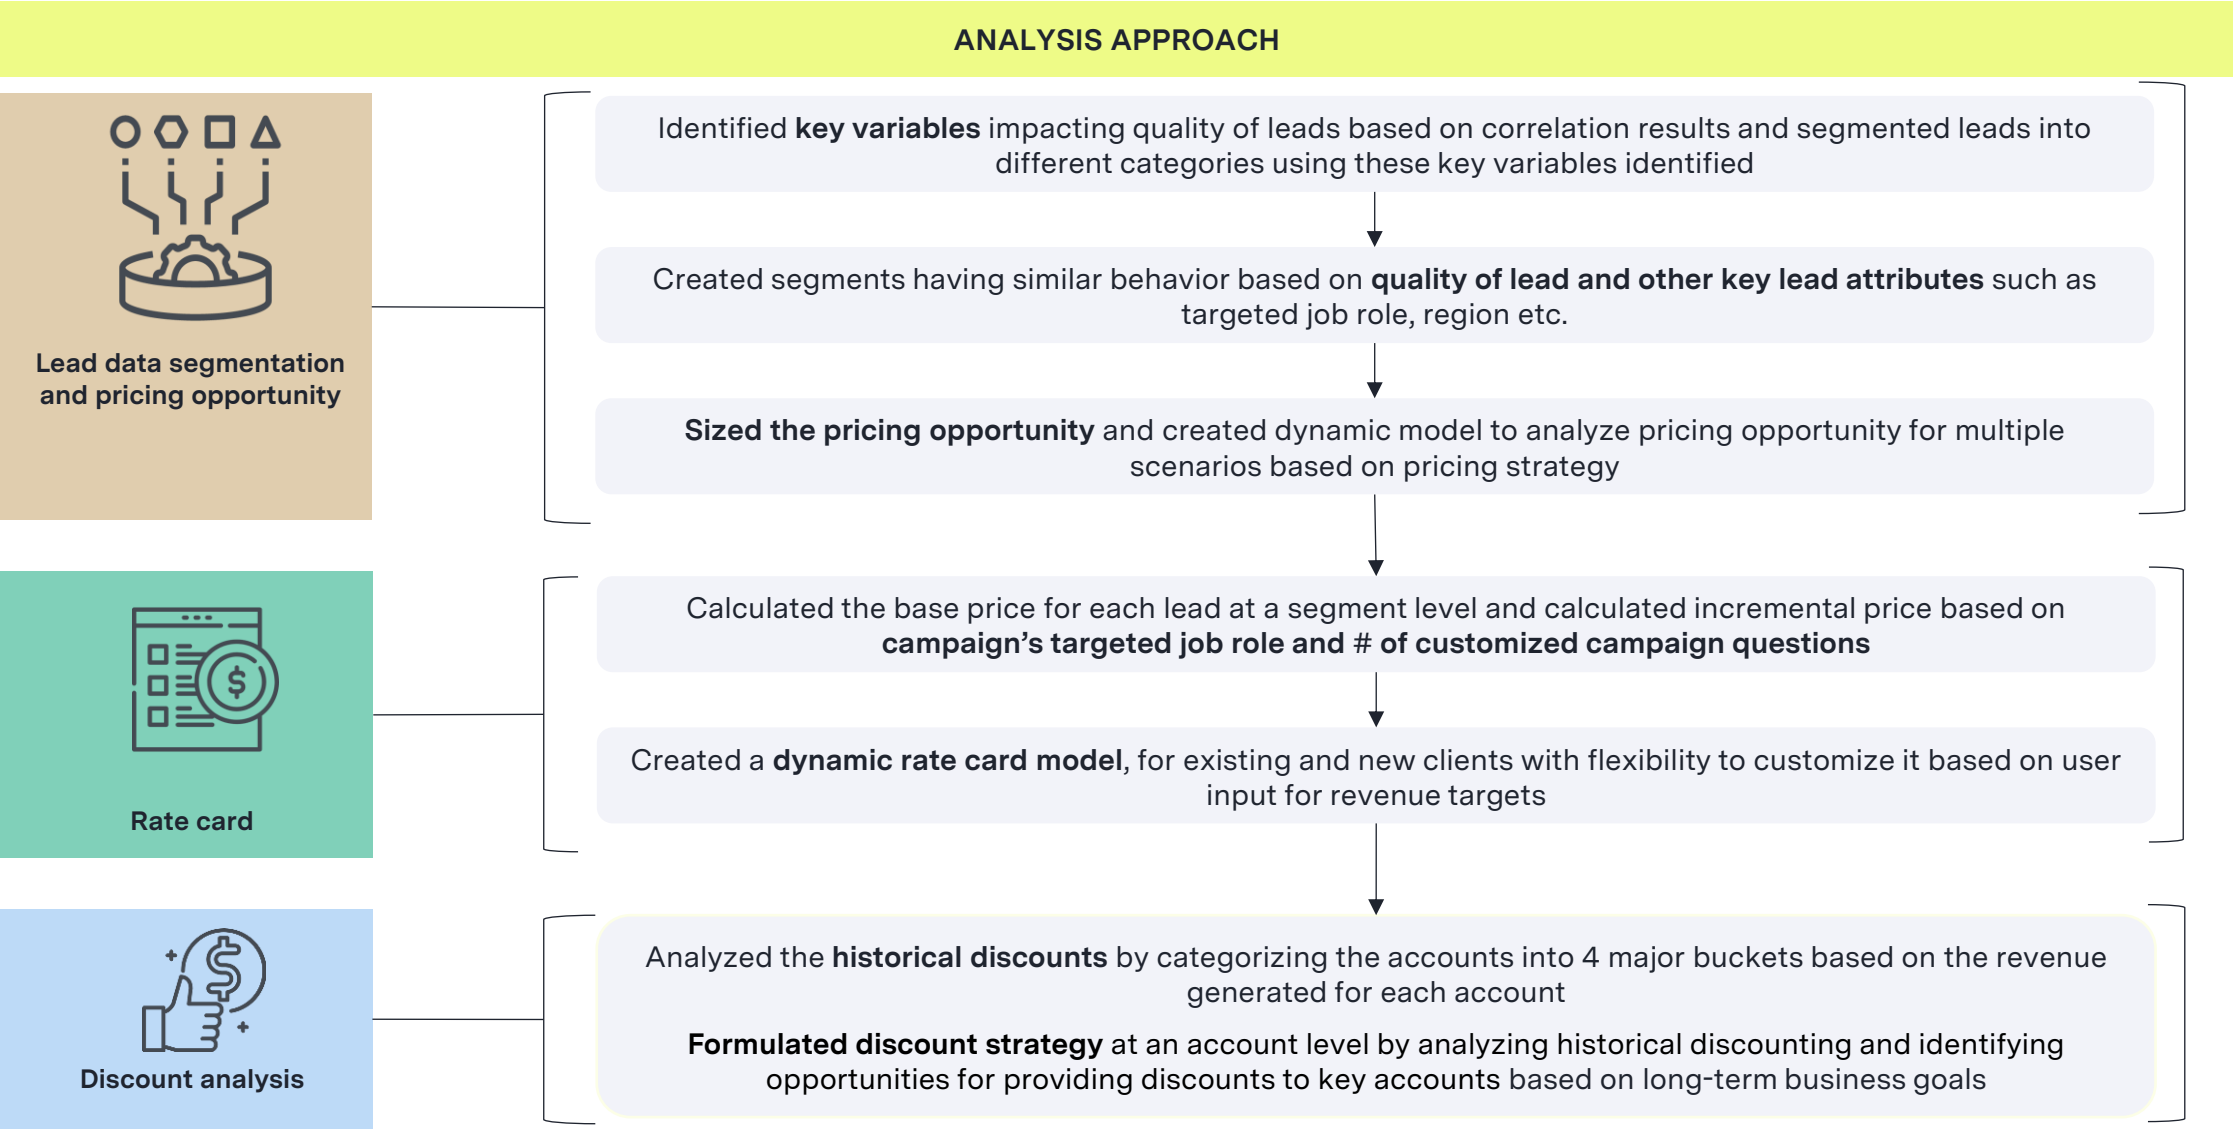 ANALYSIS APPROACH
Lead data segmentation
and pricing opportunity
Identified key variables impacting quality of leads based on correlation results and segmented leads into
different categories using these key variables identified
Created segments having similar behavior based on quality of lead and other key lead attributes such as
targeted job role, region etc.
Sized the pricing opportunity and created dynamic model to analyze pricing opportunity for multiple
scenarios based on pricing strategy
$
Rate card
Calculated the base price for each lead at a segment level and calculated incremental price based on
campaign’s targeted job role and # of customized campaign questions
Created a dynamic rate card model, for existing and new clients with flexibility to customize it based on user
input for revenue targets
$
Discount analysis
Analyzed the historical discounts by categorizing the accounts into 4 major buckets based on the revenue
generated for each account
Formulated discount strategy at an account level by analyzing historical discounting and identifying
opportunities for providing discounts to key accounts based on long-term business goals